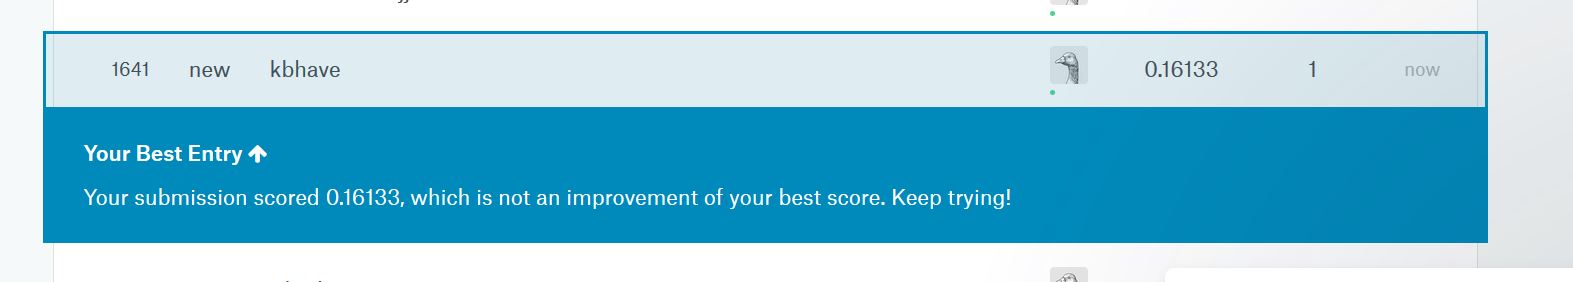 1641 new kbhave 0.16133 1 now
Your Best Entry
Your submission scored 0.16133, which is not an improvement of your best score. Keep trying!